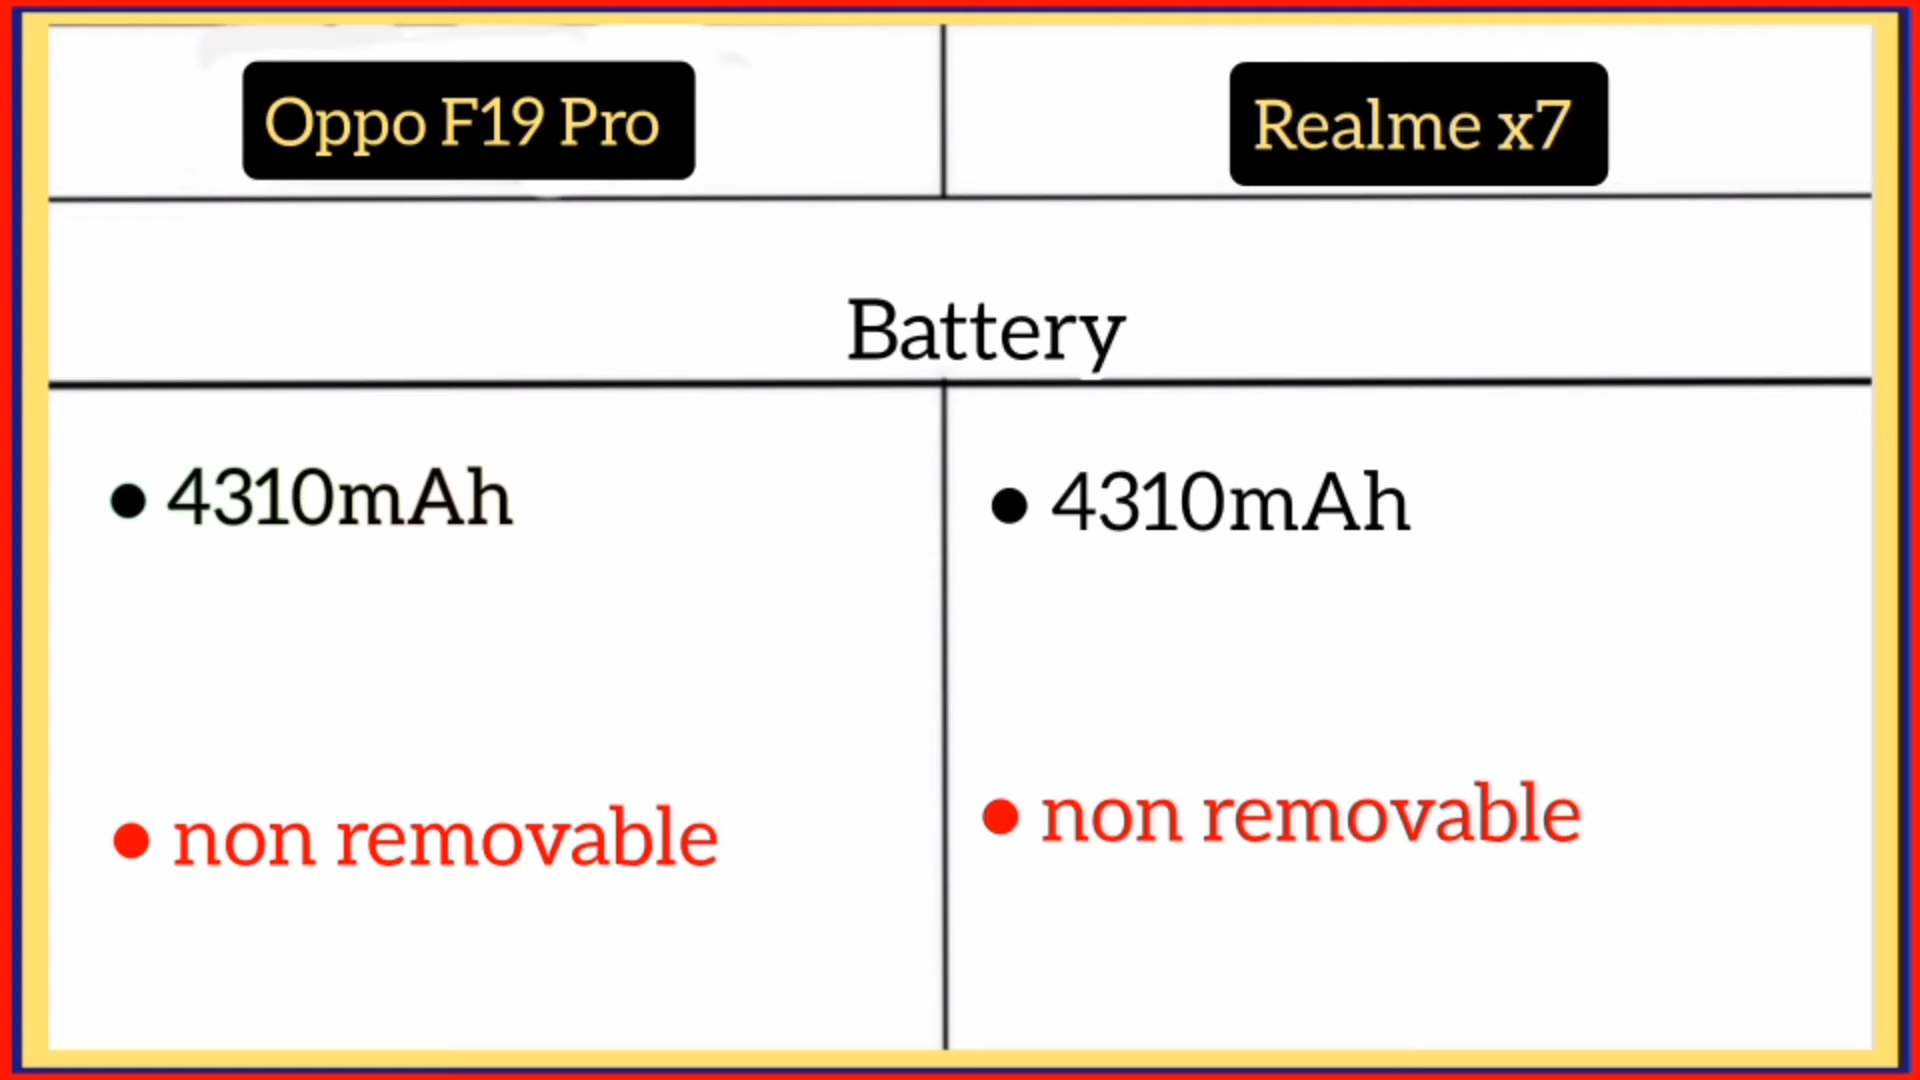 Oppo F19 Pro
Realme x7
Battery
• 4310mAh
• 4310mAh
• non removable
• non removable